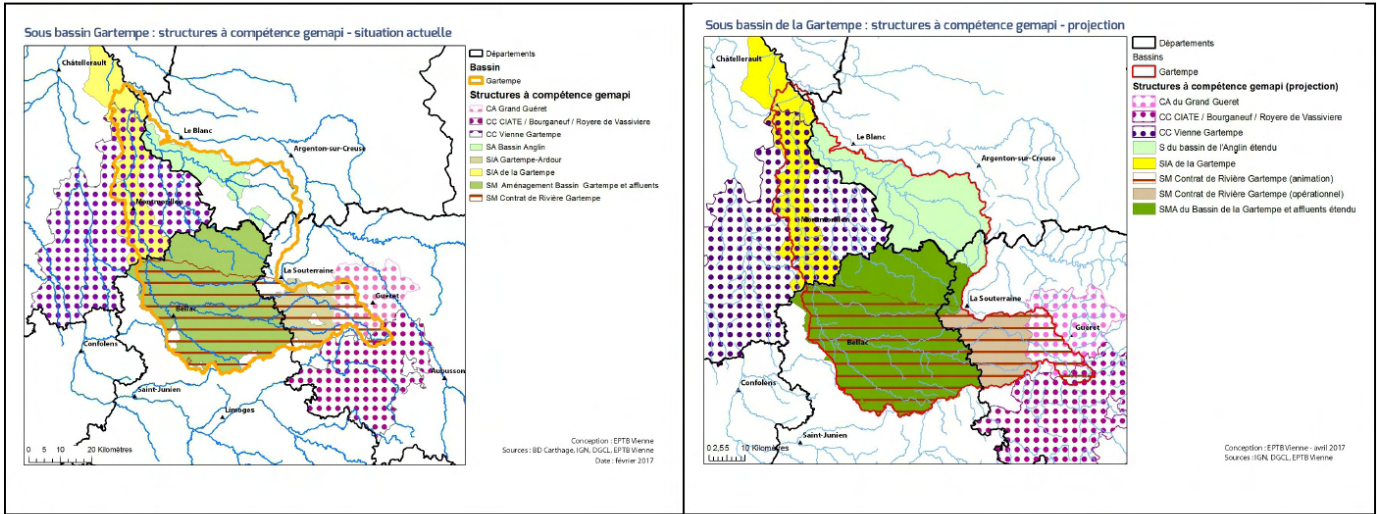 Sous bassin Gartempe : structures à compétence gemapi - situation actuelle
Châtellerault
Le Blanc
Argenton-sur-Creuse
Montmorillon
La Souterraine
Guéret
Bellac
Confolens
Aubusson
Saint-Junien
Limoges
0 5 10 20 Kilomètres
Départements
Bassin
Gartempe
Structures à compétence gemapi
CA Grand Guéret
CC CIATE / Bourganeuf / Royere de Vassiviere
CC Vienne Gartempe
SA Bassin Anglin
SIA Gartempe-Ardour
SIA de la Gartempe
SM Aménagement Bassin Gartempe et affluents
SM Contrat de Rivière Gartempe
Conception : EPTB Vienne
Sources : BD Carthage, IGN, DGCL, EPTB Vienne
Date : février 2017
Sous bassin de la Gartempe : structures à compétence gemapi - projection
Châtellerault
Le Blanc
Argenton-sur-Creuse
Montmorillon
La Souterraine
Guéret
Bellac
Confolens
Saint-Junien
0 2,5 5 10 Kilomètres
Départements
Bassins
Gartempe
Structures à compétence gemapi (projection)
CA du Grand Gueret
CC CIATE / Bourganeuf / Royere de Vassiviere
CC Vienne Gartempe
S du bassin de l'Anglin étendu
SIA de la Gartempe
SM Contrat de Rivière Gartempe (animation)
SM Contrat de Rivière Gartempe (opérationnel)
SMA du Bassin de la Gartempe et affluents étendu
Conception : EPTB Vienne - avril 2017
Sources : IGN, DGCL, EPTB Vienne